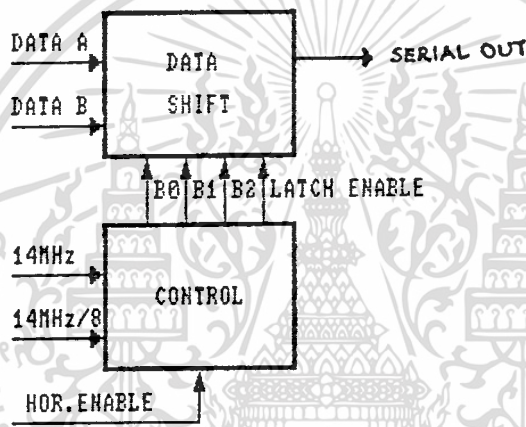 DATA A
DATA
SERIAL OUT
DATA B
SHIFT
B0 B1 B2 LATCH ENABLE
14MHz
CONTROL
14MHz/8
HOR.ENABLE